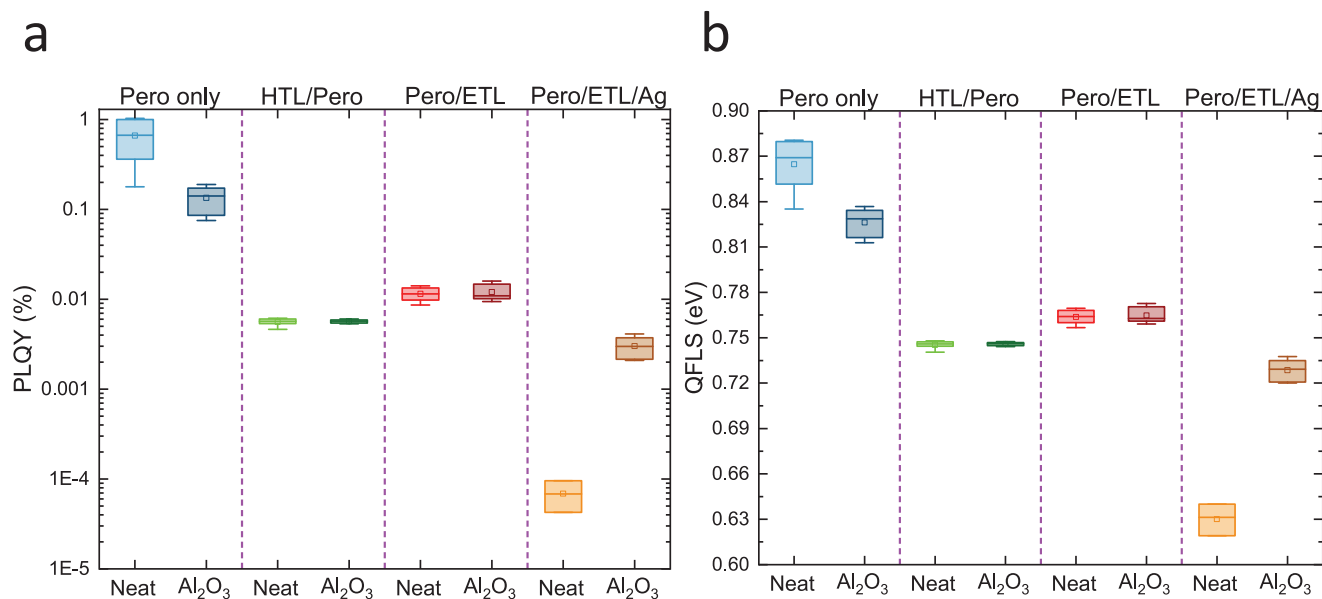 a
Pero only HTL/Pero Pero/ETL Pero/ETL/Ag
PLQY (%)
1
0.1
0.01
0.001
1E-4
1E-5
Neat Al₂O₃ Neat Al₂O₃ Neat Al₂O₃ Neat Al₂O₃
b
Pero only HTL/Pero Pero/ETL Pero/ETL/Ag
QFLS (eV)
0.90
0.87
0.84
0.81
0.78
0.75
0.72
0.69
0.66
0.63
0.60
Neat Al₂O₃ Neat Al₂O₃ Neat Al₂O₃ Neat Al₂O₃